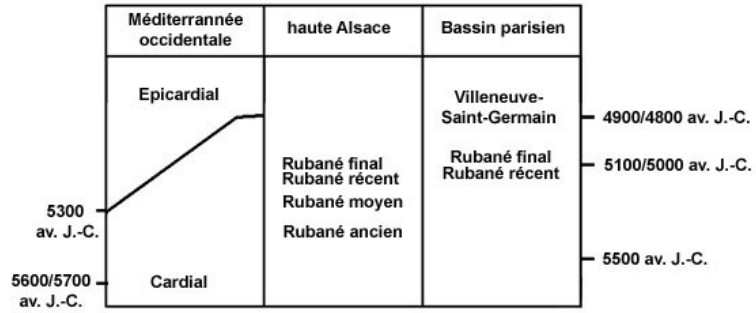 Méditerrannée
occidentale
haute Alsace
Bassin parisien
Epicardial
Villeneuve-
Saint-Germain
4900/4800 av. J.-C.
Rubané final
Rubané récent
Rubané final
Rubané récent
5100/5000 av. J.-C.
Rubané moyen
5300
av. J.-C.
Rubané ancien
5500 av. J.-C.
5600/5700
av. J.-C.
Cardial